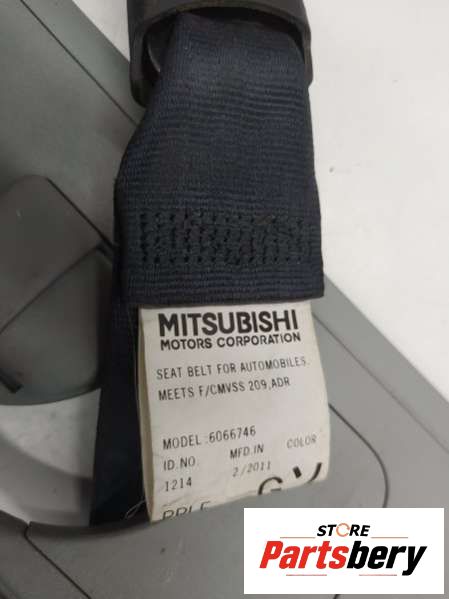 MITSUBISHI
MOTORS CORPORATION
SEAT BELT FOR AUTOMOBILES.
MEETS F/CMVSS 209,ADR
MODEL:6066746
ID.NO. MFD.IN COLOR
1214 2/2011
STORE
Partsbery